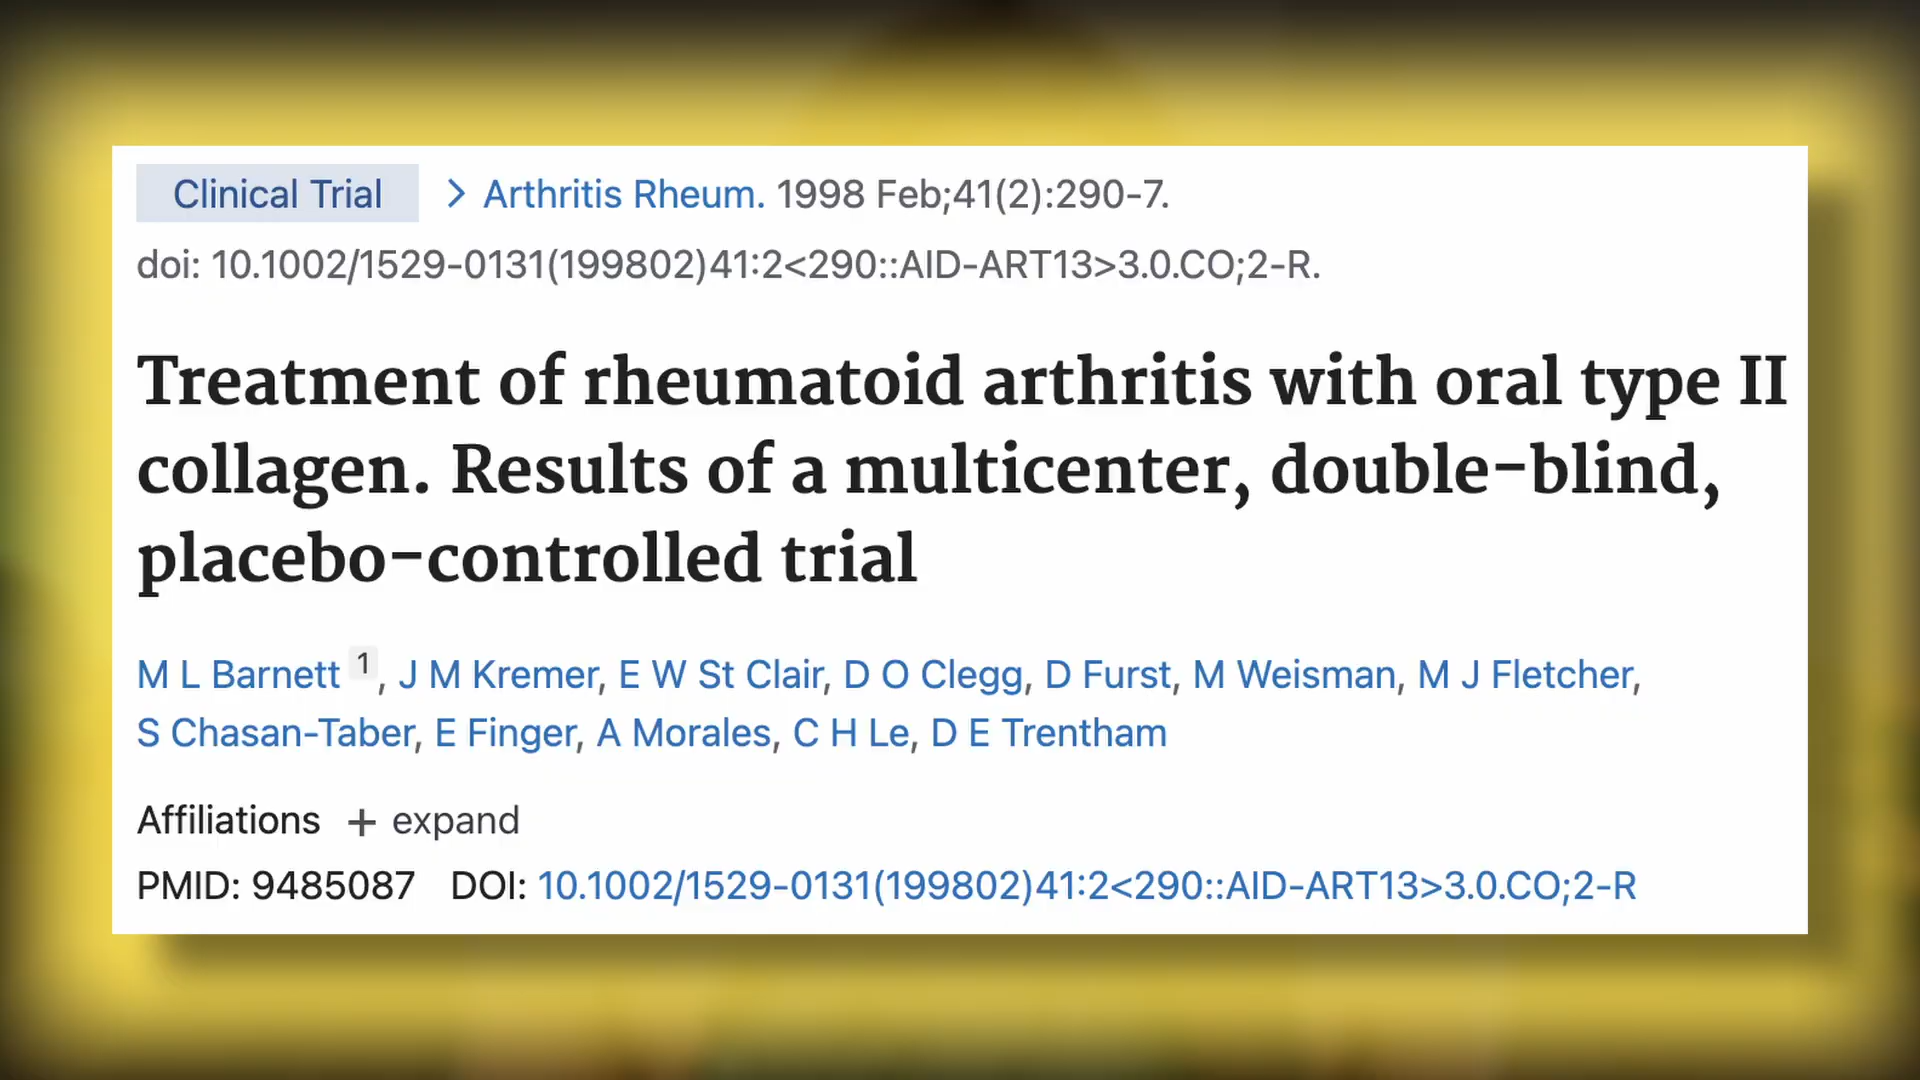 Clinical Trial > Arthritis Rheum. 1998 Feb;41(2):290-7.
doi: 10.1002/1529-0131(199802)41:2<290::AID-ART13>3.0.CO;2-R.
Treatment of rheumatoid arthritis with oral type II
collagen. Results of a multicenter, double-blind,
placebo-controlled trial
M L Barnett 1, J M Kremer, E W St Clair, D O Clegg, D Furst, M Weisman, M J Fletcher,
S Chasan-Taber, E Finger, A Morales, C H Le, D E Trentham
Affiliations + expand
PMID: 9485087 DOI: 10.1002/1529-0131(199802)41:2<290::AID-ART13>3.0.CO;2-R